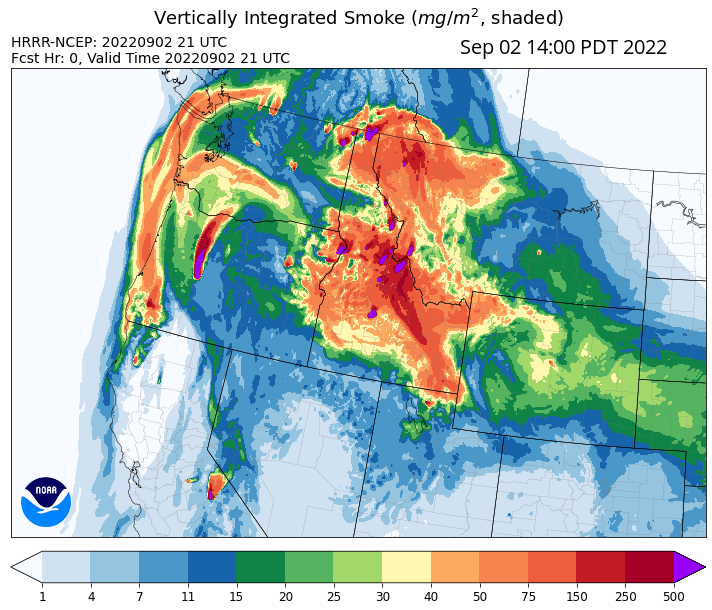 Vertically Integrated Smoke (mg/m², shaded)
HRRR-NCEP: 20220902 21 UTC
Fcst Hr: 0, Valid Time 20220902 21 UTC
Sep 02 14:00 PDT 2022
NOAA
1 4 7 11 15 20 25 30 40 50 75 150 250 500